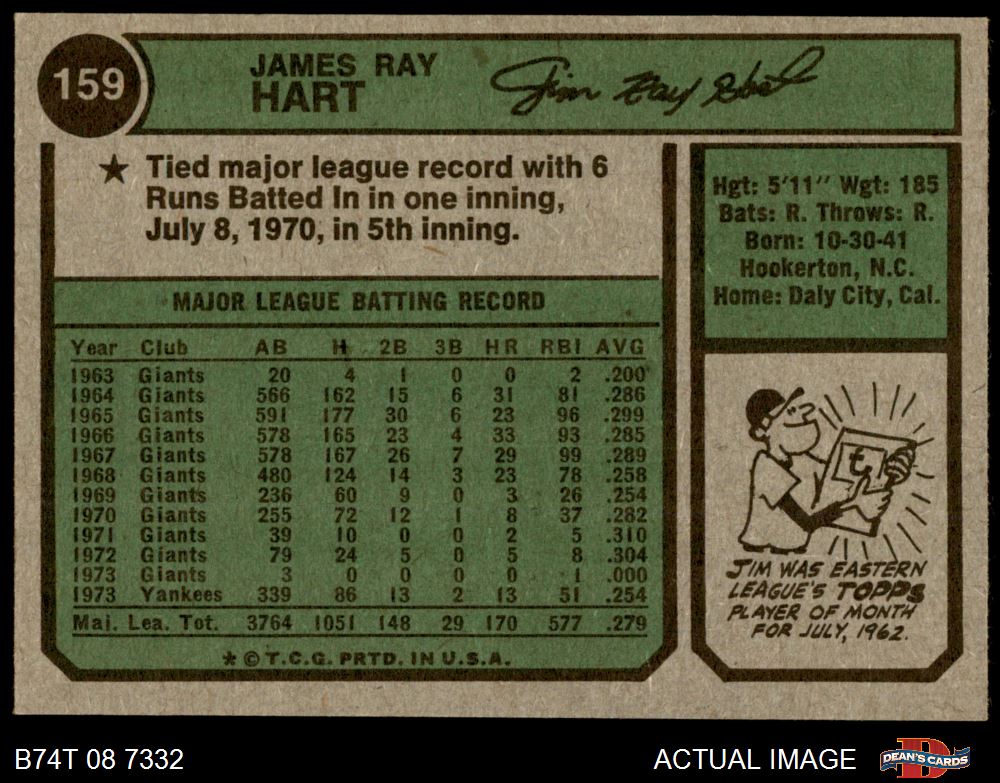 159
JAMES RAY
HART
Jim Ray Hart
★ Tied major league record with 6
Runs Batted In in one inning,
July 8, 1970, in 5th inning.
Hgt: 5'11" Wgt: 185
Bats: R. Throws: R.
Born: 10-30-41
Hookerton, N.C.
Home: Daly City, Cal.
MAJOR LEAGUE BATTING RECORD
Year Club AB H 2B 3B HR RBI AVG
1963 Giants 20 4 1 0 0 2 .200
1964 Giants 566 162 15 6 31 81 .286
1965 Giants 591 177 30 6 23 96 .299
1966 Giants 578 165 23 4 33 93 .285
1967 Giants 578 167 26 7 29 99 .289
1968 Giants 480 124 14 3 23 78 .258
1969 Giants 236 60 9 0 3 26 .254
1970 Giants 255 72 12 1 8 37 .282
1971 Giants 39 10 0 0 2 5 .310
1972 Giants 79 24 5 0 5 8 .304
1973 Giants 3 0 0 0 0 1 .000
1973 Yankees 339 86 13 2 13 51 .254
Maj. Lea. Tot. 3764 1051 148 29 170 577 .279
★ © T.C.G. PRTD. IN U.S.A.
t
JIM WAS EASTERN
LEAGUE'S TOPPS
PLAYER OF MONTH
FOR JULY, 1962.
B74T 08 7332
ACTUAL IMAGE
DEAN'S CARDS